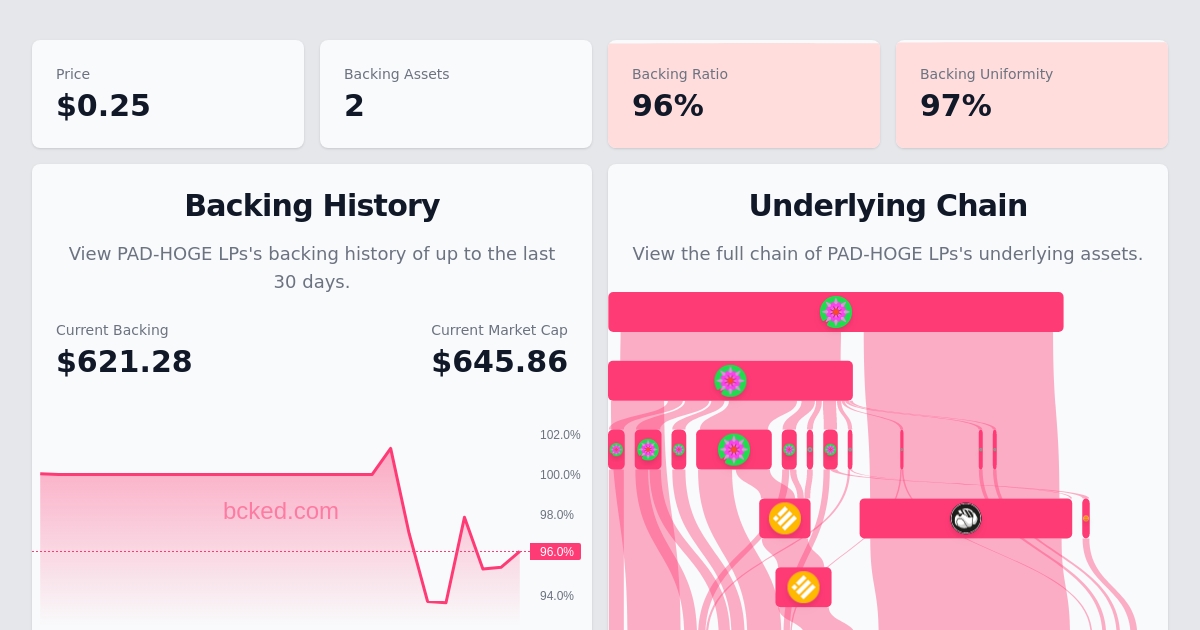 Price
$0.25
Backing Assets
2
Backing Ratio
96%
Backing Uniformity
97%
Backing History
View PAD-HOGE LPs's backing history of up to the last
30 days.
Current Backing
$621.28
Current Market Cap
$645.86
102.0%
100.0%
98.0%
96.0%
94.0%
bcked.com
Underlying Chain
View the full chain of PAD-HOGE LPs's underlying assets.